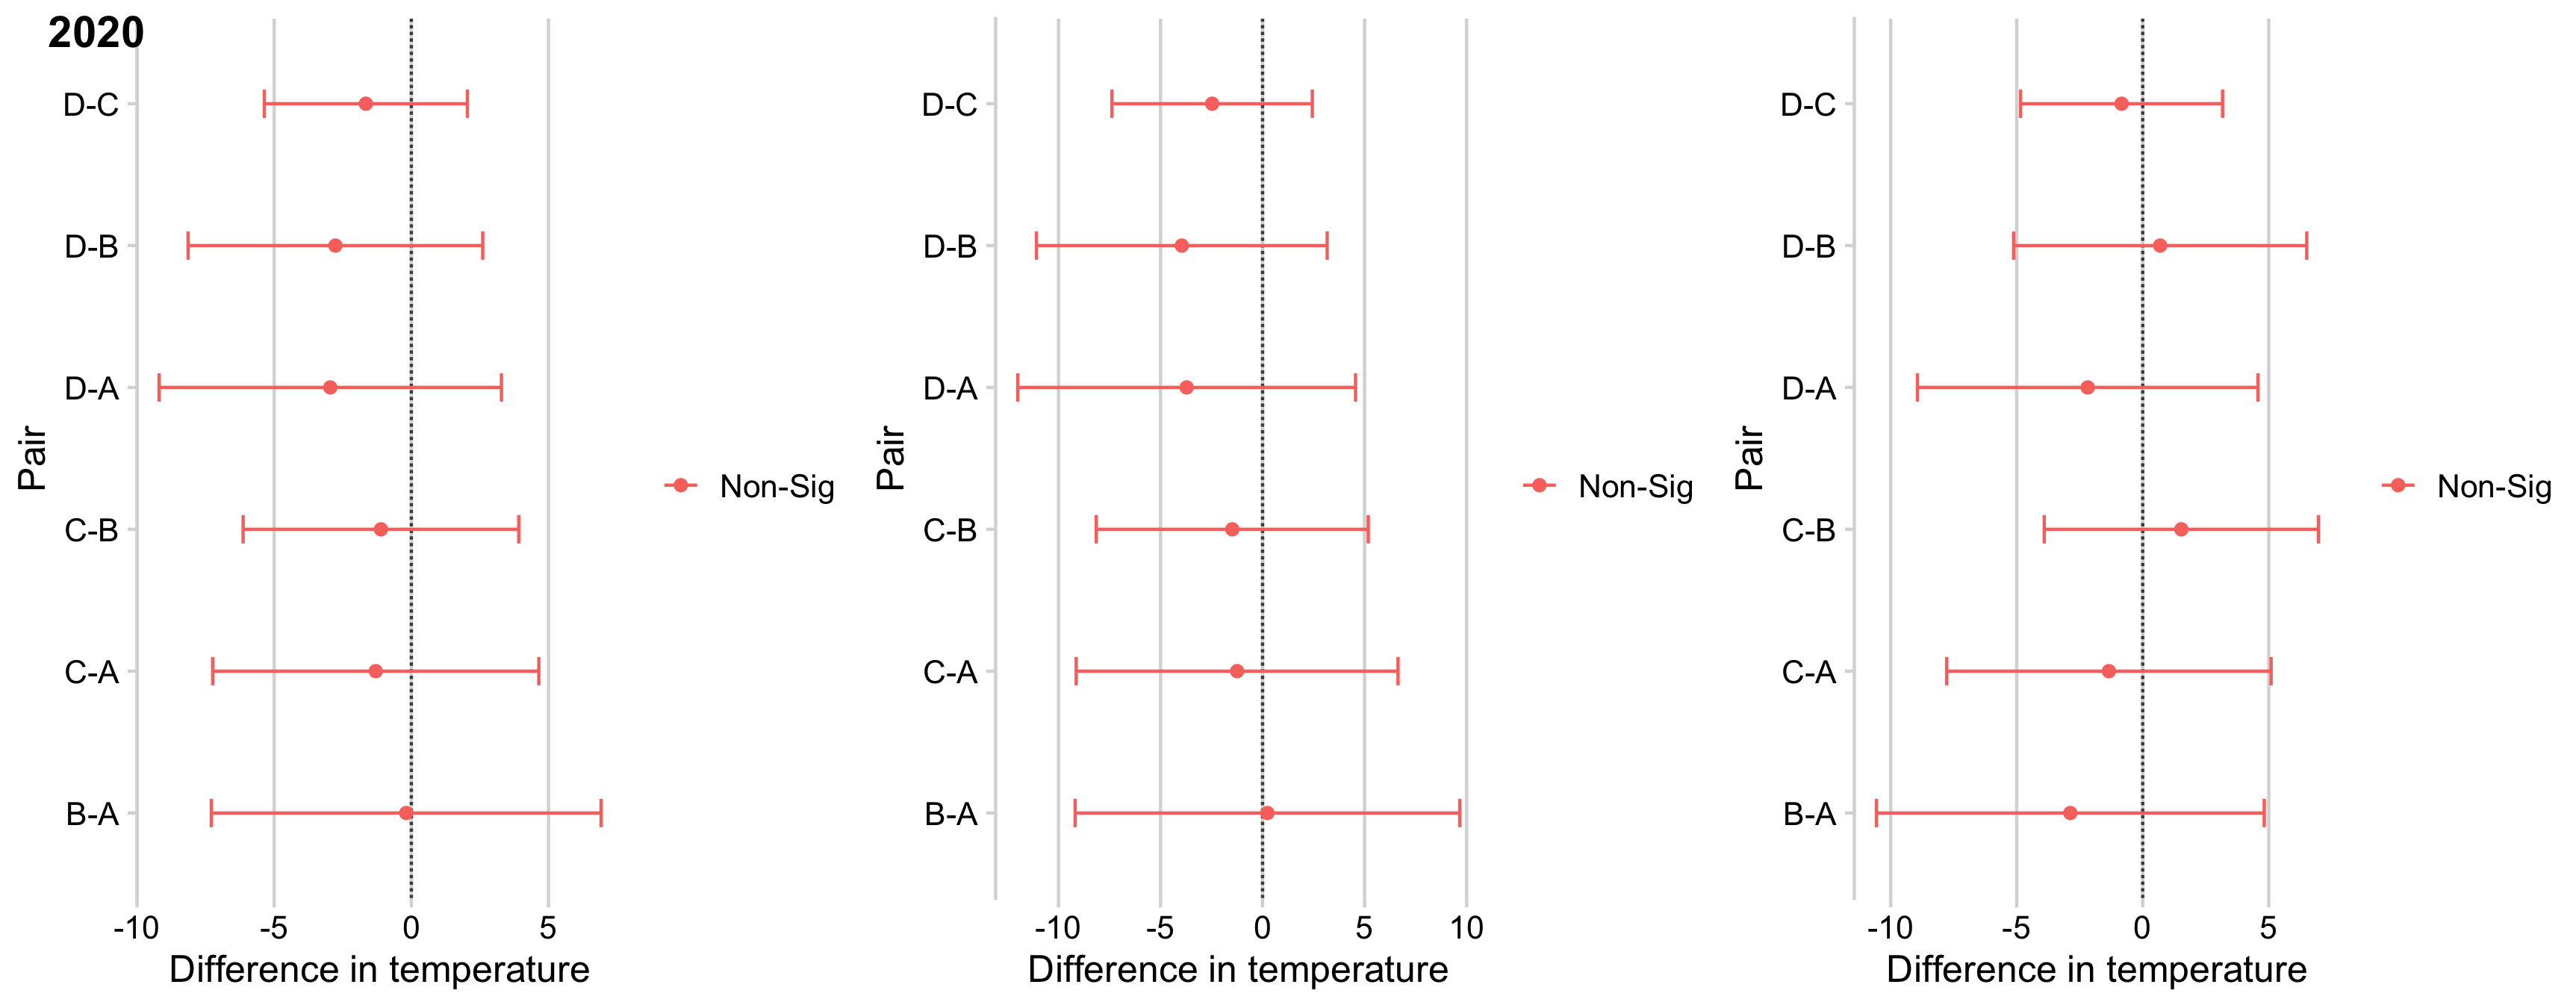 2020
Pair
D-C
D-B
D-A
C-B
C-A
B-A
-10 -5 0 5
Difference in temperature
Non-Sig
Pair
D-C
D-B
D-A
C-B
C-A
B-A
-10 -5 0 5 10
Difference in temperature
Non-Sig
Pair
D-C
D-B
D-A
C-B
C-A
B-A
-10 -5 0 5
Difference in temperature
Non-Sig